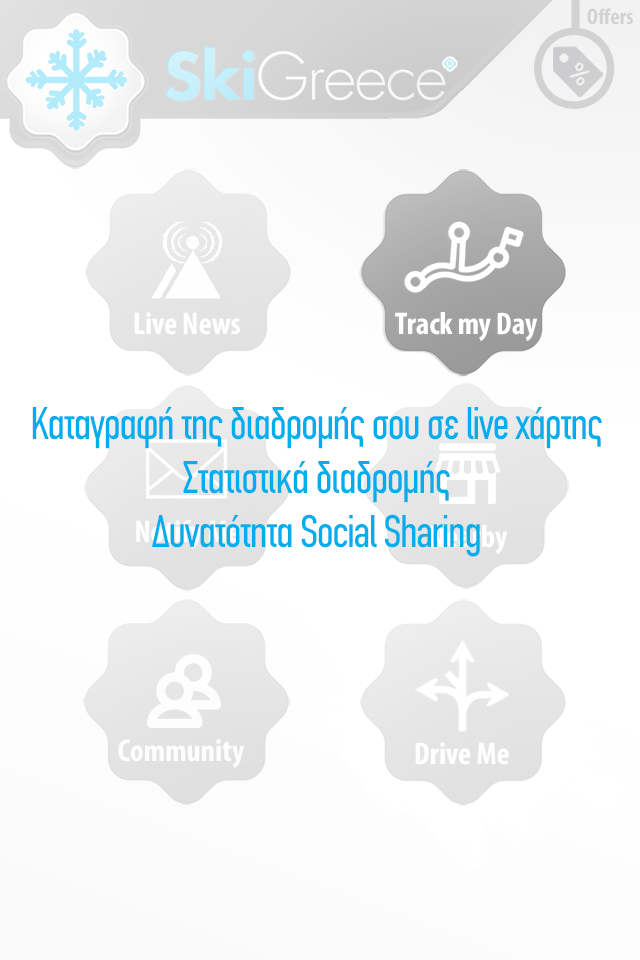 Offers
SkiGreece
Live News
Track my Day
Καταγραφή της διαδρομής σου σε live χάρτης
Στατιστικά διαδρομής
Δυνατότητα Social Sharing
Community
Drive Me